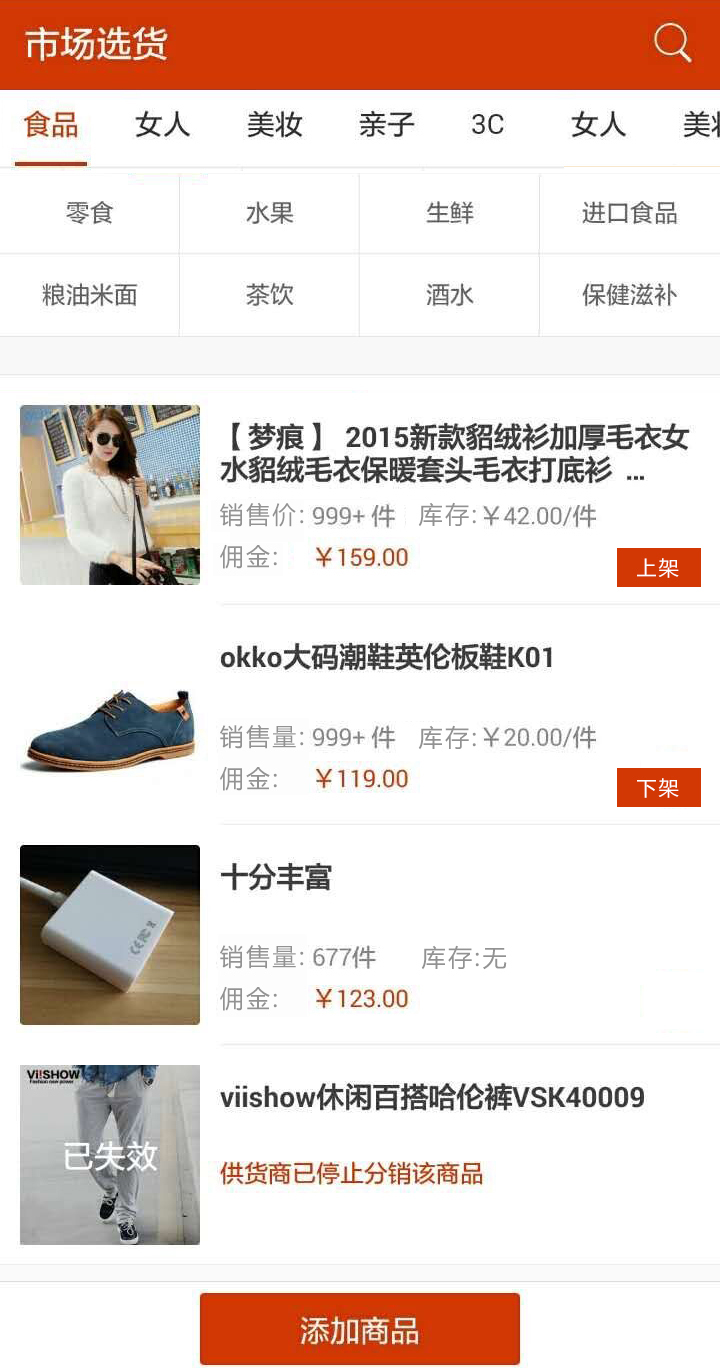 市场选货
食品 女人 美妆 亲子 3C 女人 美妆
零食 水果 生鲜 进口食品
粮油米面 茶饮 酒水 保健滋补
【 梦痕 】 2015新款貂绒衫加厚毛衣女
水貂绒毛衣保暖套头毛衣打底衫 ...
销售价: 999+ 件 库存:￥42.00/件
佣金: ￥159.00
上架
okko大码潮鞋英伦板鞋K01
销售量: 999+ 件 库存:￥20.00/件
佣金: ￥119.00
下架
十分丰富
销售量: 677件 库存:无
佣金: ￥123.00
Vi!SHOW
Fashion new power
已失效
viishow休闲百搭哈伦裤VSK40009
供货商已停止分销该商品
添加商品